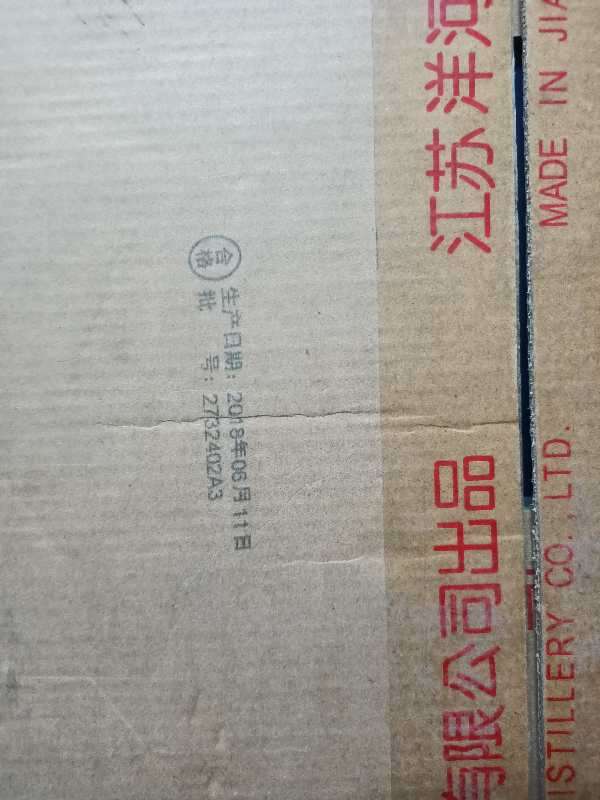 合格
生产日期：2018年06月11日
批 号：2732402A3
江苏洋河
有限公司出品
MADE IN JIA
ISTILLERY CO.,LTD.